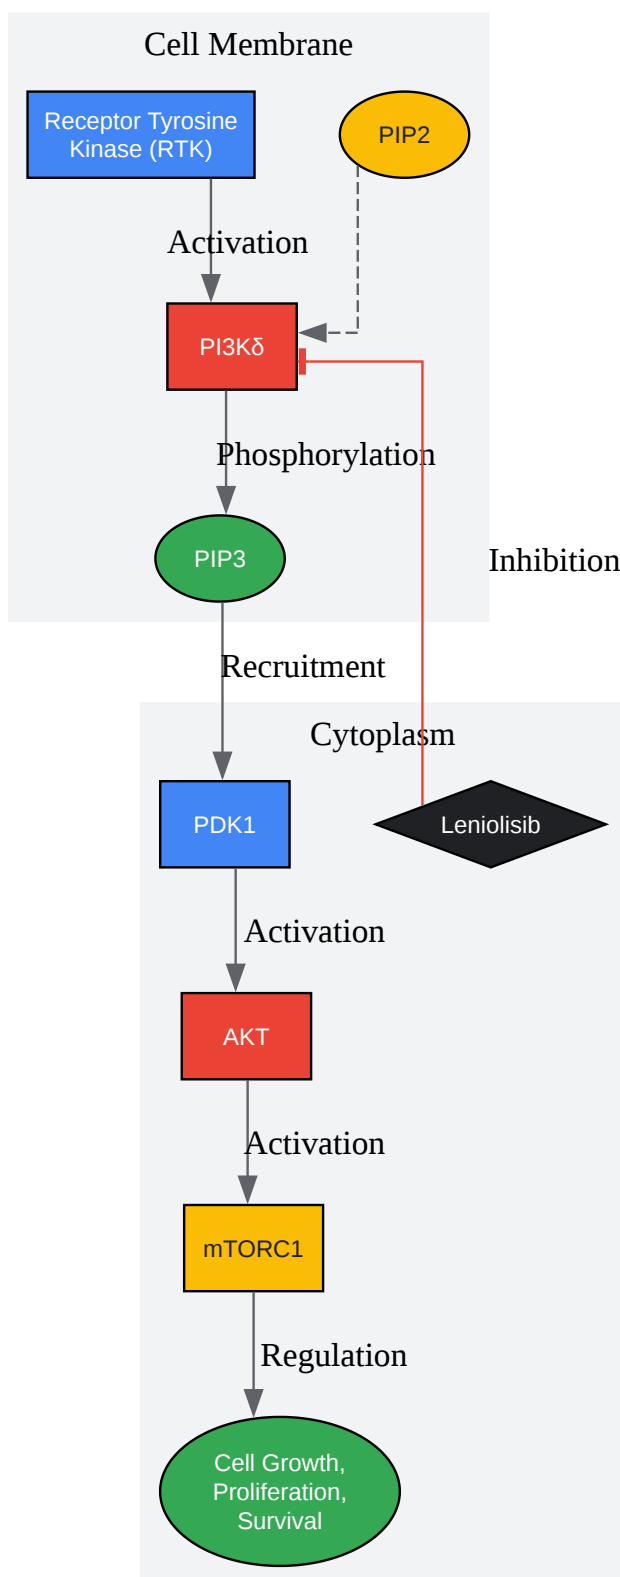 Cell Membrane
Receptor Tyrosine
Kinase (RTK)
PIP2
Activation
PI3Kδ
Phosphorylation
PIP3
Inhibition
Recruitment
Cytoplasm
PDK1
Leniolisib
Activation
AKT
Activation
mTORC1
Regulation
Cell Growth,
Proliferation,
Survival